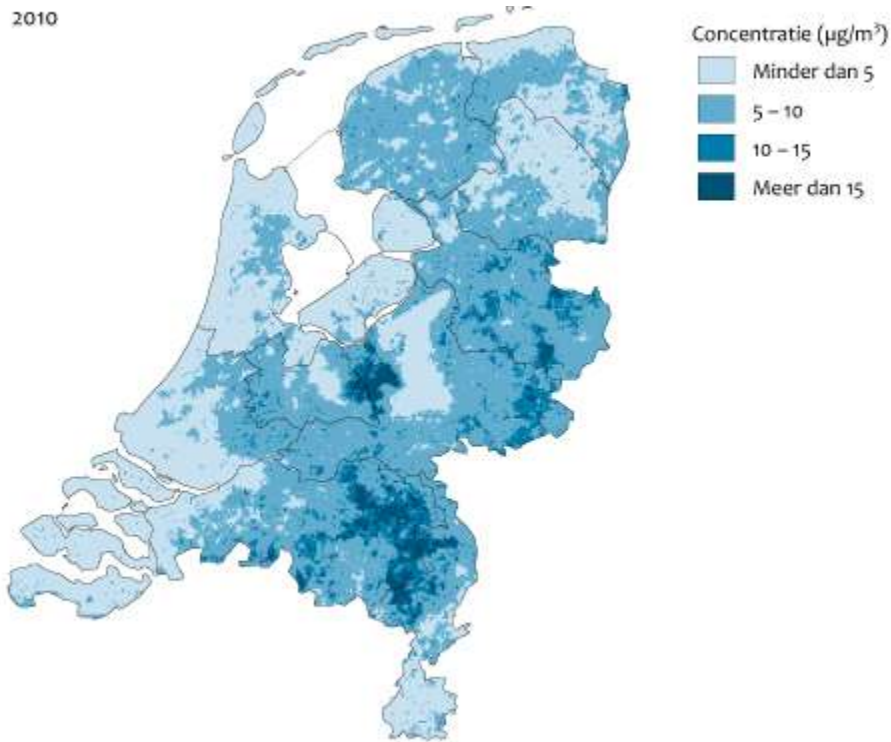 2010
Concentratie (µg/m³)
Minder dan 5
5 – 10
10 – 15
Meer dan 15